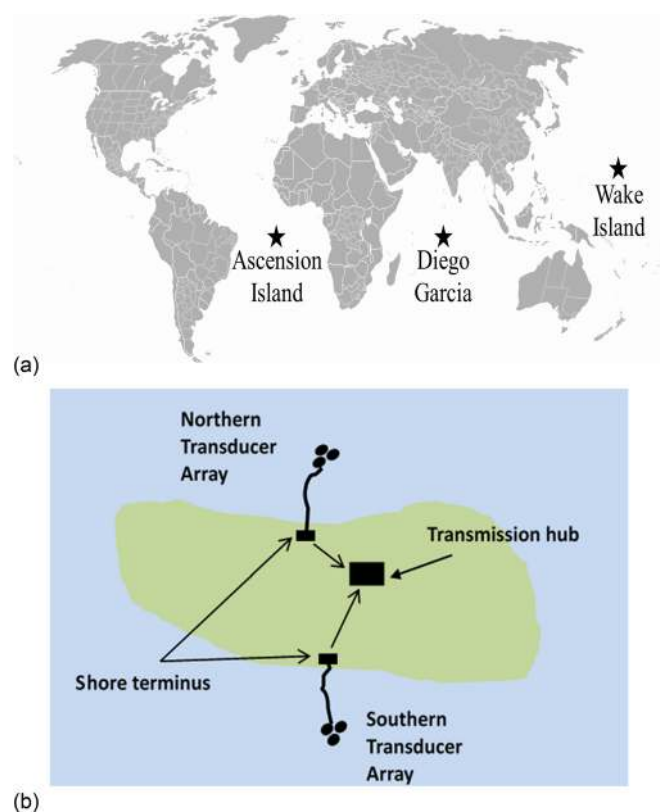 Ascension
Island
Diego
Garcia
Wake
Island
(a)
Northern
Transducer
Array
Transmission hub
Shore terminus
Southern
Transducer
Array
(b)